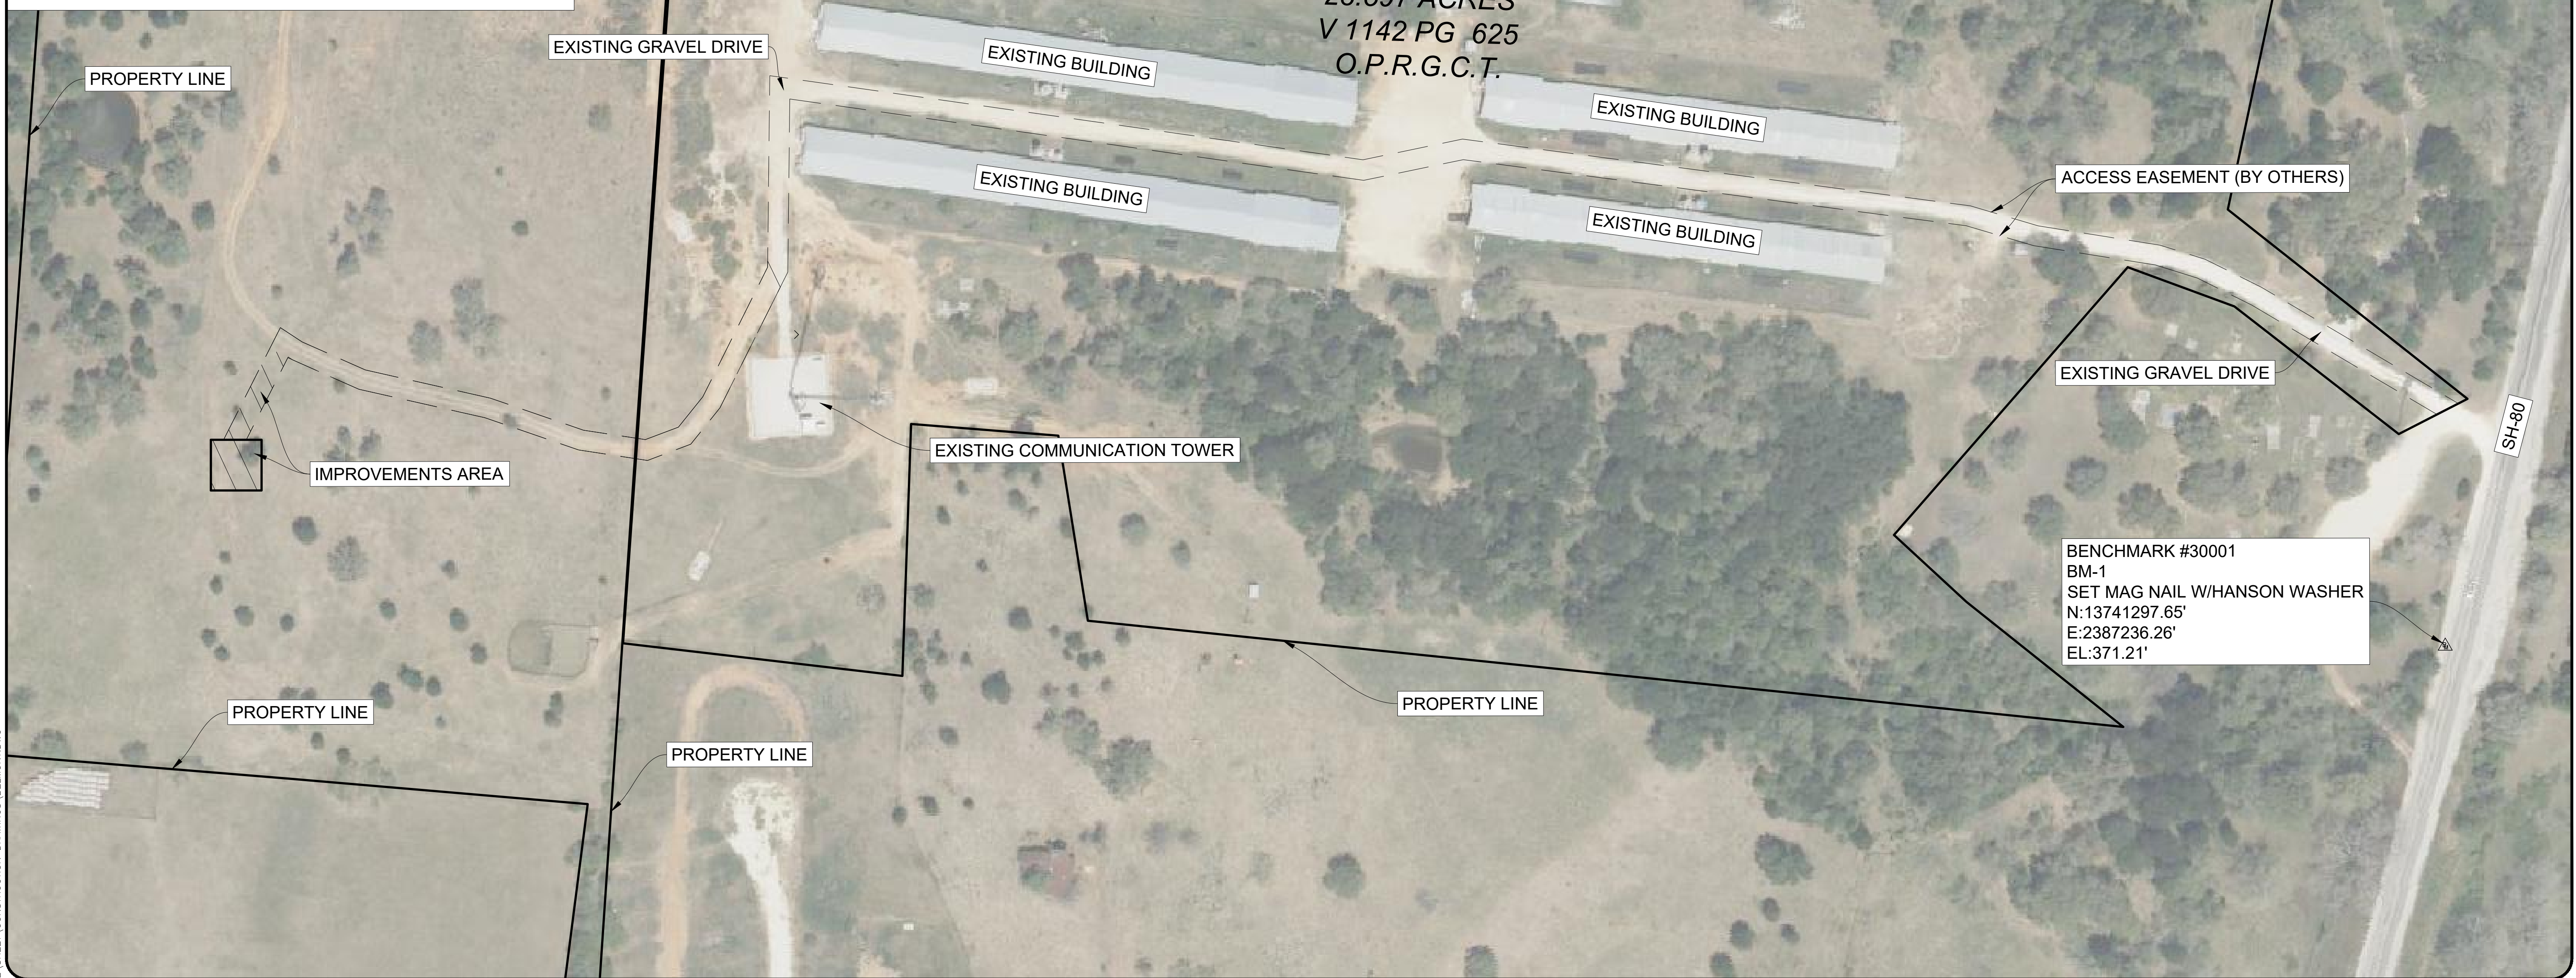 ACRES
V 1142 PG 625
O.P.R.G.C.T.
EXISTING GRAVEL DRIVE
EXISTING BUILDING
PROPERTY LINE
EXISTING BUILDING
ACCESS EASEMENT (BY OTHERS)
EXISTING BUILDING
EXISTING BUILDING
EXISTING GRAVEL DRIVE
SH-80
EXISTING COMMUNICATION TOWER
IMPROVEMENTS AREA
BENCHMARK #30001
BM-1
SET MAG NAIL W/HANSON WASHER
N:13741297.65'
E:2387236.26'
EL:371.21'
PROPERTY LINE
PROPERTY LINE
PROPERTY LINE